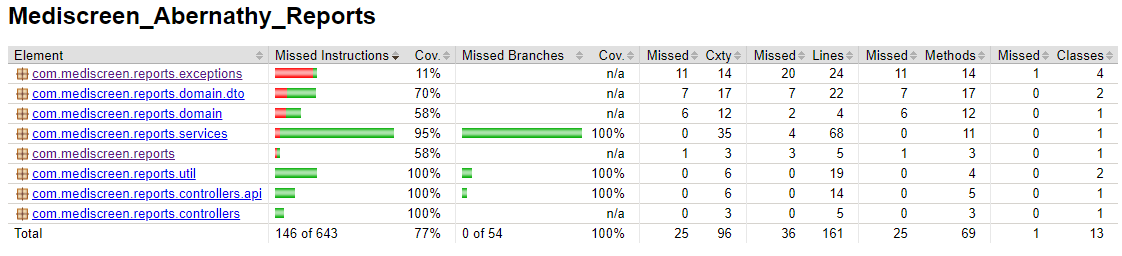 Mediscreen_Abernathy_Reports
Element Missed Instructions Cov. Missed Branches Cov. Missed Cxty Missed Lines Missed Methods Missed Classes
com.mediscreen.reports.exceptions 11% n/a 11 14 20 24 11 14 1 4
com.mediscreen.reports.domain.dto 70% n/a 7 17 7 22 7 17 0 2
com.mediscreen.reports.domain 58% n/a 6 12 2 4 6 12 0 1
com.mediscreen.reports.services 95% 100% 0 35 4 68 0 11 0 1
com.mediscreen.reports 58% n/a 1 3 3 5 1 3 0 1
com.mediscreen.reports.util 100% 100% 0 6 0 19 0 4 0 2
com.mediscreen.reports.controllers.api 100% 100% 0 6 0 14 0 5 0 1
com.mediscreen.reports.controllers 100% n/a 0 3 0 5 0 3 0 1
Total 146 of 643 77% 0 of 54 100% 25 96 36 161 25 69 1 13